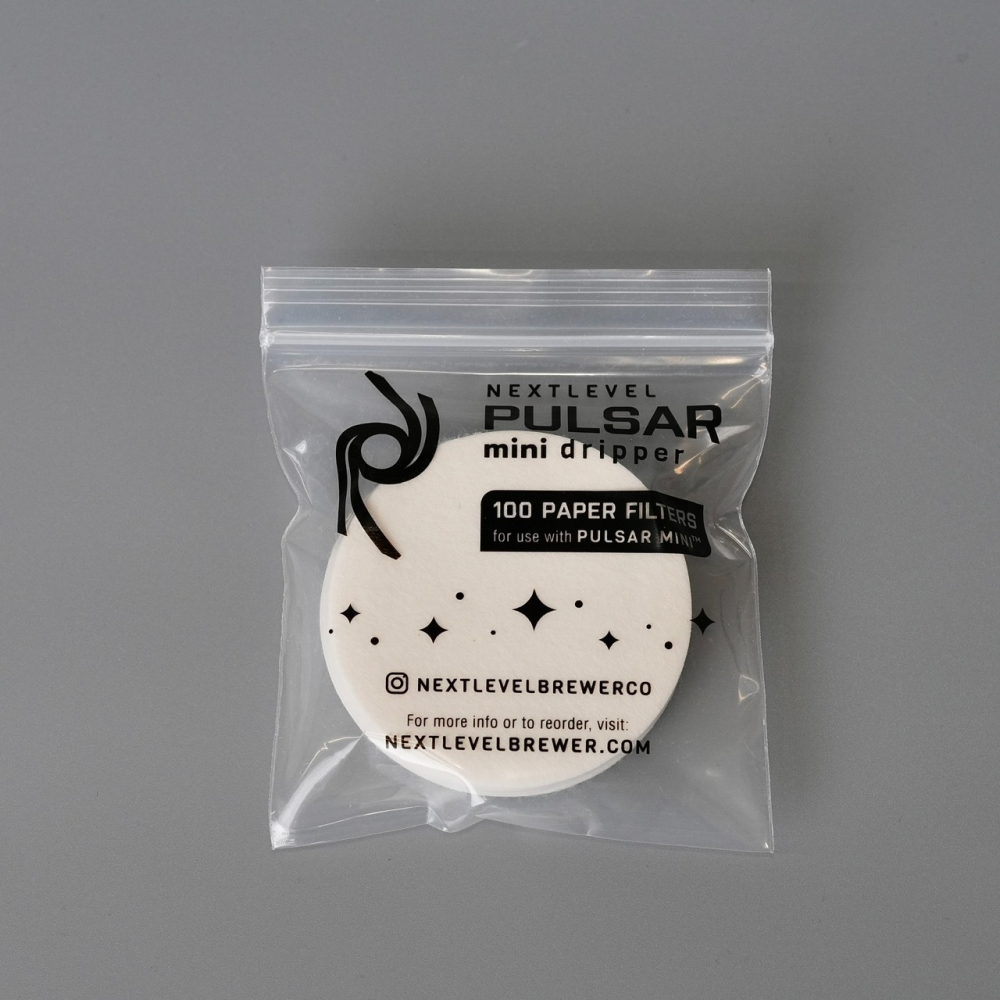 NEXTLEVEL
PULSAR
mini dripper
100 PAPER FILTERS
for use with PULSAR MINI™
NEXTLEVELBREWERCO
For more info or to reorder, visit:
NEXTLEVELBREWER.COM